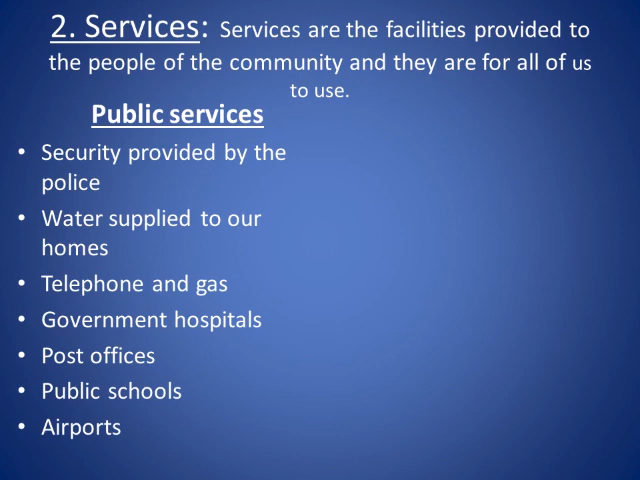 2. Services: Services are the facilities provided to
the people of the community and they are for all of us
to use.
Public services
• Security provided by the
police
• Water supplied to our
homes
• Telephone and gas
• Government hospitals
• Post offices
• Public schools
• Airports